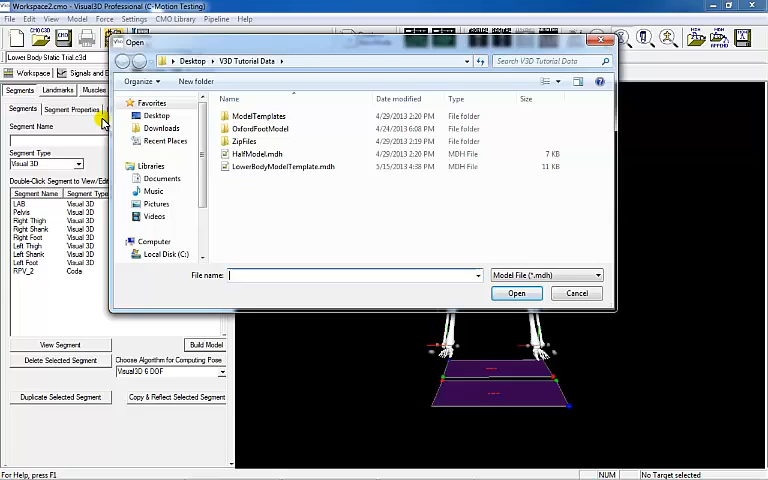 Workspace2.cmo - Visual3D Professional (C-Motion Testing)
File Edit View Model Force Settings CMO Library Pipeline Help
CMO C3D
CMO
HELP
APPEND
Lower Body Static Trial.c3d
Workspace Signals and E
Segments Landmarks Muscles
Segments Segment Properties
Segment Name
Segment Type
Visual 3D
Double-Click Segment to View/Edi
Segment Name Segment Type
LAB Visual 3D
Pelvis Visual 3D
Right Thigh Visual 3D
Right Shank Visual 3D
Right Foot Visual 3D
Left Thigh Visual 3D
Left Shank Visual 3D
Left Foot Visual 3D
RPV_2 Coda
View Segment Build Model
Delete Selected Segment
Choose Algorithm for Computing Pose
Visual3D 6 DOF
Duplicate Selected Segment Copy & Reflect Selected Segment
Open
Desktop V3D Tutorial Data
Search V3D Tutorial Data
Organize New folder
Favorites
Desktop
Downloads
Recent Places
Libraries
Documents
Music
Pictures
Videos
Computer
Local Disk (C:)
Name Date modified Type Size
ModelTemplates 4/29/2013 2:20 PM File folder
OxfordFootModel 4/24/2013 6:08 PM File folder
ZipFiles 4/29/2013 2:19 PM File folder
HalfModel.mdh 4/29/2013 2:20 PM MDH File 7 KB
LowerBodyModelTemplate.mdh 5/15/2013 4:38 PM MDH File 11 KB
File name:
Model File (*.mdh)
Open Cancel
For Help, press F1
NUM No Target selected